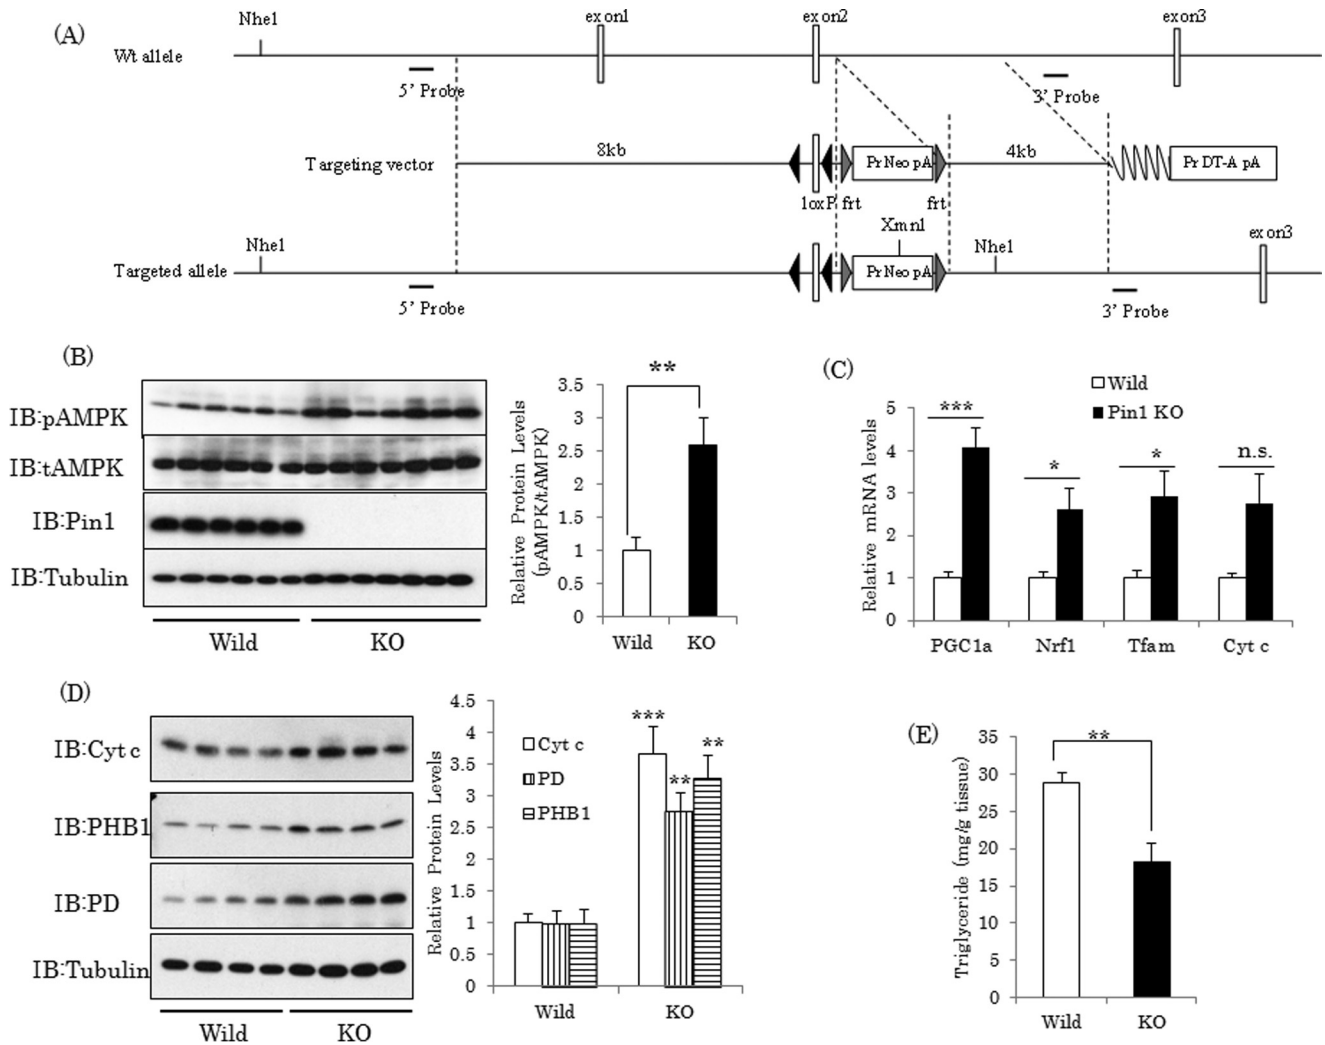 (A)
Nhe1
exon1
exon2
exon3
Wt allele
5' Probe
3' Probe
Targeting vector
8kb
Pr Neo pA
4kb
Pr DT-A pA
loxP frt
frt
Xmn1
Nhe1
Nhe1
exon3
Targeted allele
Pr Neo pA
5' Probe
3' Probe
(B)
IB:pAMPK
IB:tAMPK
IB:Pin1
IB:Tubulin
Wild
KO
Relative Protein Levels
(pAMPK/tAMPK)
3.5
3
2.5
2
1.5
1
0.5
0
**
Wild
KO
(C)
Wild
Pin1 KO
Relative mRNA levels
5
4
3
2
1
0
***
*
*
n.s.
PGC1a
Nrf1
Tfam
Cyt c
(D)
IB:Cyt c
IB:PHB1
IB:PD
IB:Tubulin
Wild
KO
Relative Protein Levels
4.5
4
3.5
3
2.5
2
1.5
1
0.5
0
Cyt c
PD
PHB1
***
**
**
Wild
KO
(E)
Triglyceride (mg/g tissue)
35
30
25
20
15
10
5
0
**
Wild
KO